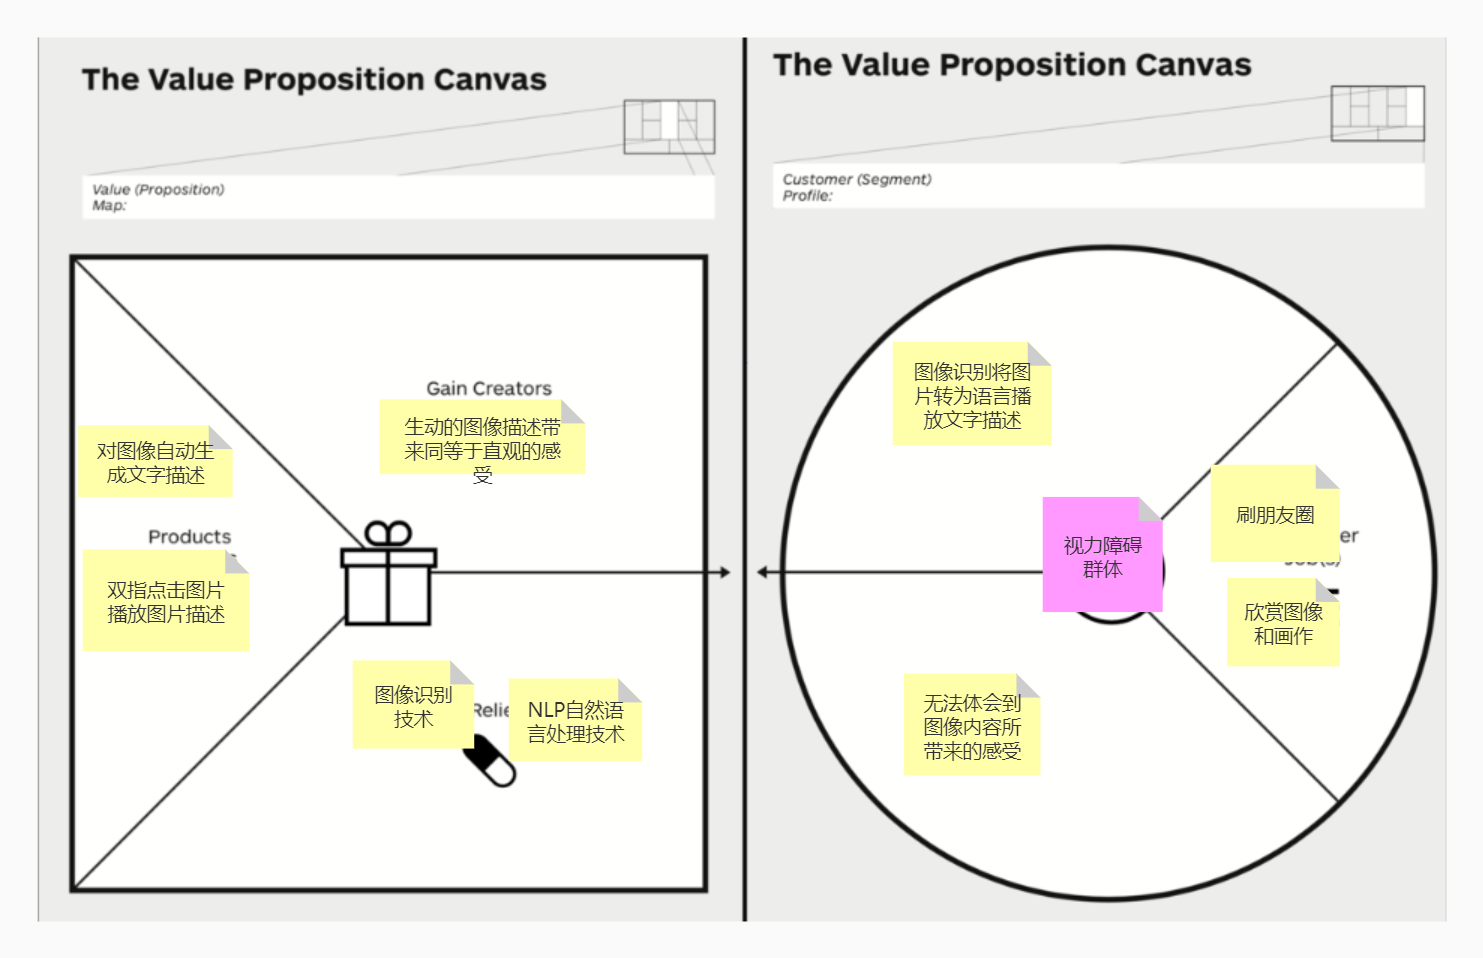 The Value Proposition Canvas
Value (Proposition)
Map:
Gain Creators
生动的图像描述带
来同等于直观的感
受
对图像自动生
成文字描述
Products
双指点击图片
播放图片描述
图像识别
技术
Relie
NLP自然语
言处理技术
The Value Proposition Canvas
Customer (Segment)
Profile:
图像识别将图
片转为语言播
放文字描述
视力障碍
群体
刷朋友圈
er
欣赏图像
和画作
无法体会到
图像内容所
带来的感受